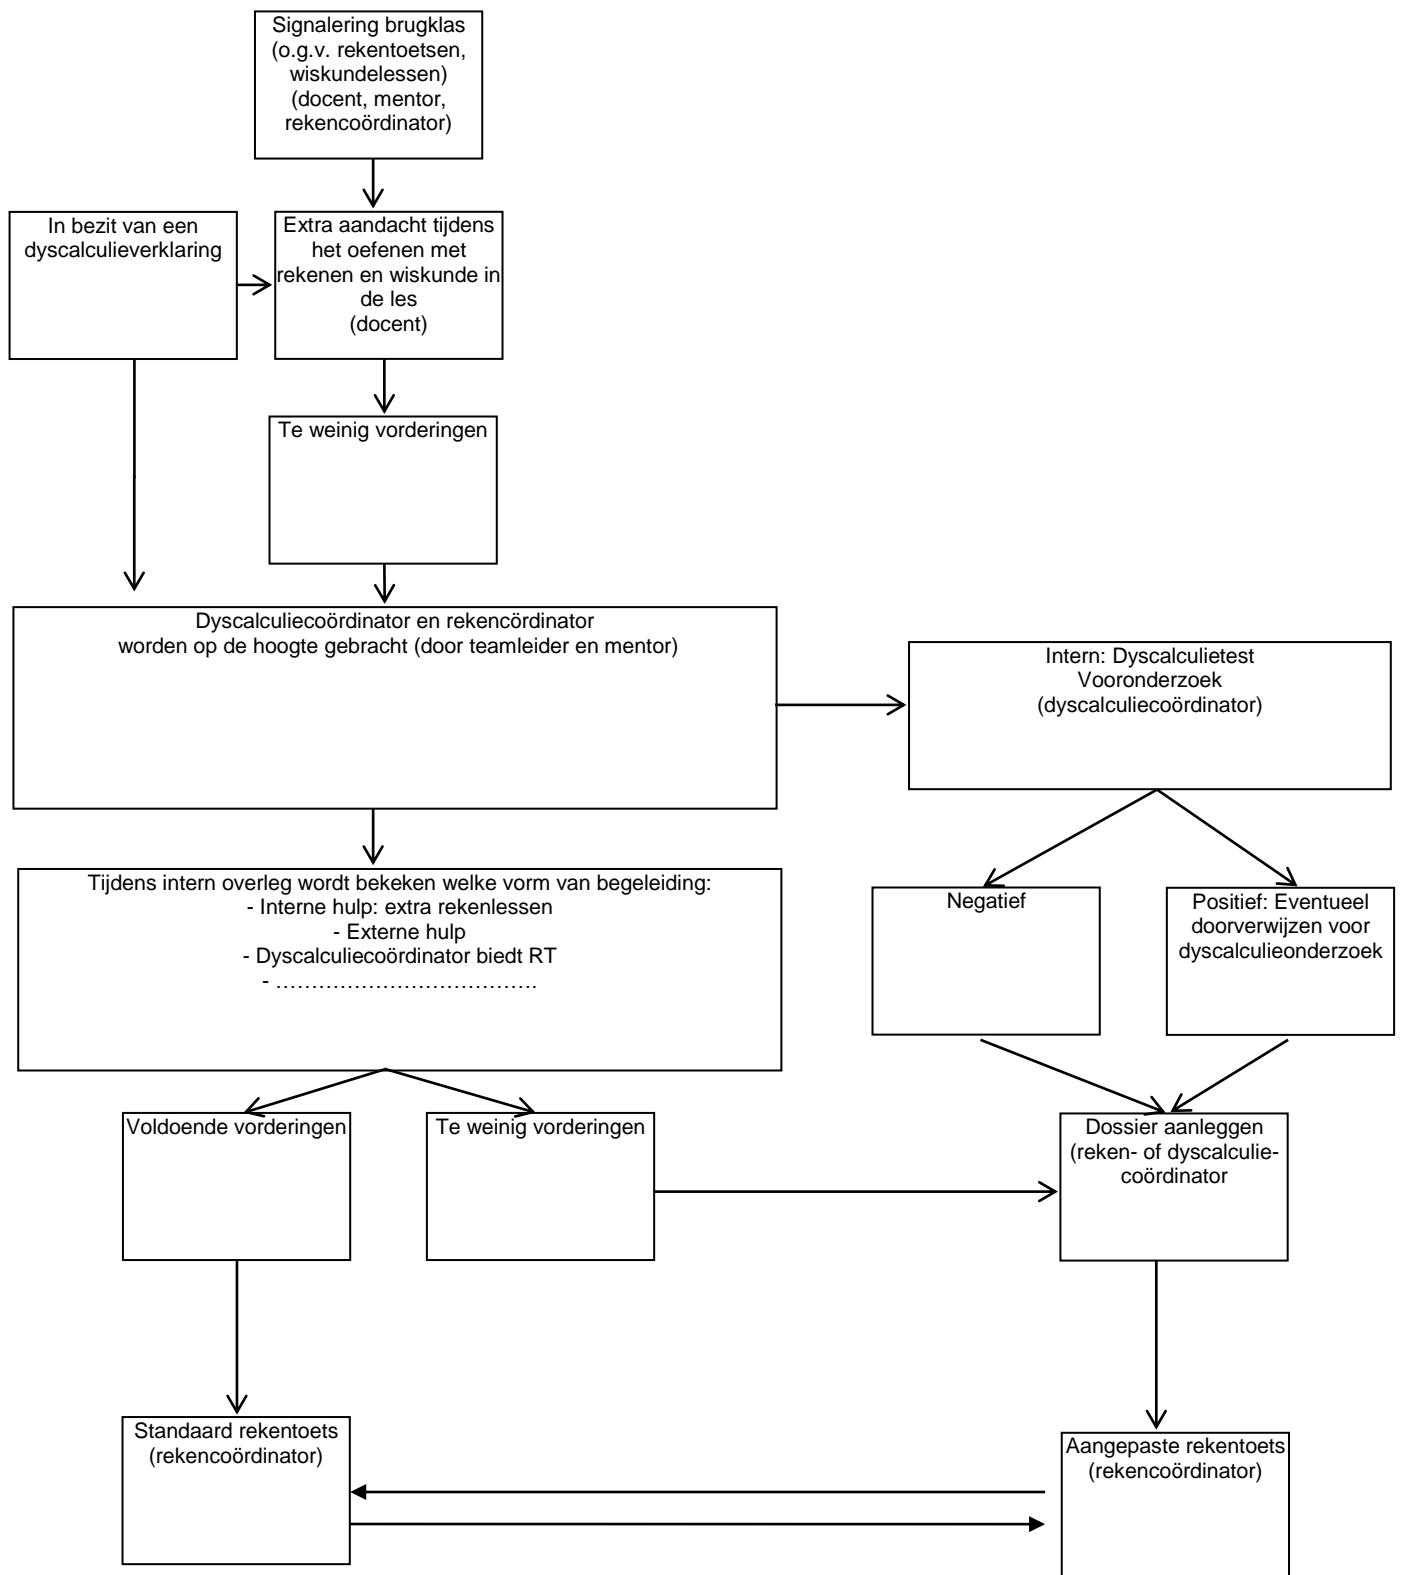 Signalering brugklas
(o.g.v. rekentoetsen,
wiskundelessen)
(docent, mentor,
rekencoördinator)
In bezit van een
dyscalculieverklaring
Extra aandacht tijdens
het oefenen met
rekenen en wiskunde in
de les
(docent)
Te weinig vorderingen
Dyscalculiecoördinator en rekencördinator
worden op de hoogte gebracht (door teamleider en mentor)
Intern: Dyscalculietest
Vooronderzoek
(dyscalculiecoördinator)
Tijdens intern overleg wordt bekeken welke vorm van begeleiding:
- Interne hulp: extra rekenlessen
- Externe hulp
- Dyscalculiecoördinator biedt RT
- ……………………………….
Negatief
Positief: Eventueel
doorverwijzen voor
dyscalculieonderzoek
Voldoende vorderingen
Te weinig vorderingen
Dossier aanleggen
(reken- of dyscalculie-
coördinator
Standaard rekentoets
(rekencoördinator)
Aangepaste rekentoets
(rekencoördinator)